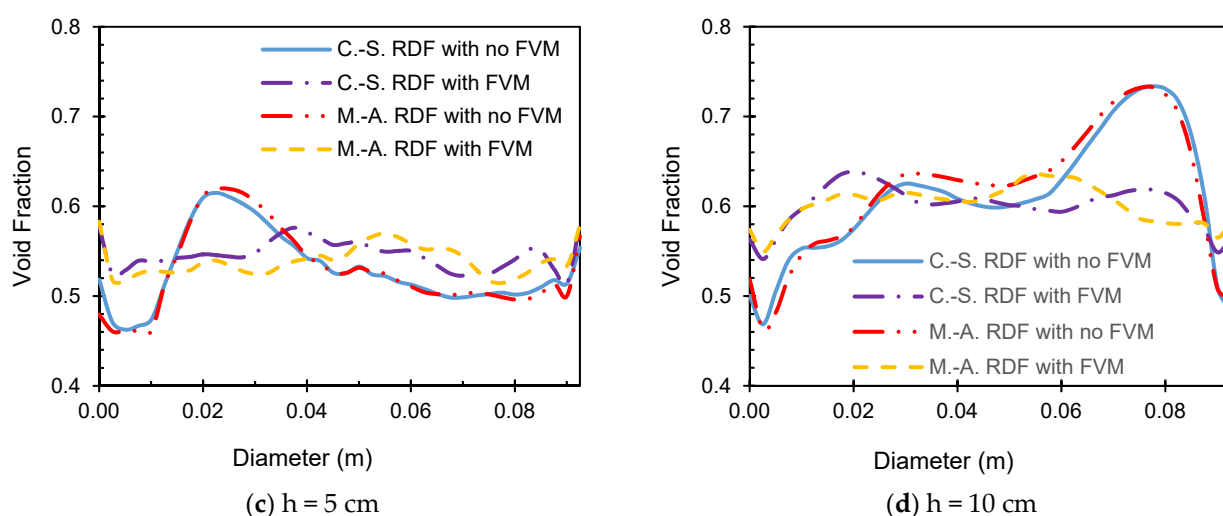 0.8
0.7
0.6
0.5
0.4
Void Fraction
C.-S. RDF with no FVM
C.-S. RDF with FVM
M.-A. RDF with no FVM
M.-A. RDF with FVM
0.00 0.02 0.04 0.06 0.08
Diameter (m)
(c) h = 5 cm
0.8
0.7
0.6
0.5
0.4
Void Fraction
C.-S. RDF with no FVM
C.-S. RDF with FVM
M.-A. RDF with no FVM
M.-A. RDF with FVM
0.00 0.02 0.04 0.06 0.08
Diameter (m)
(d) h = 10 cm